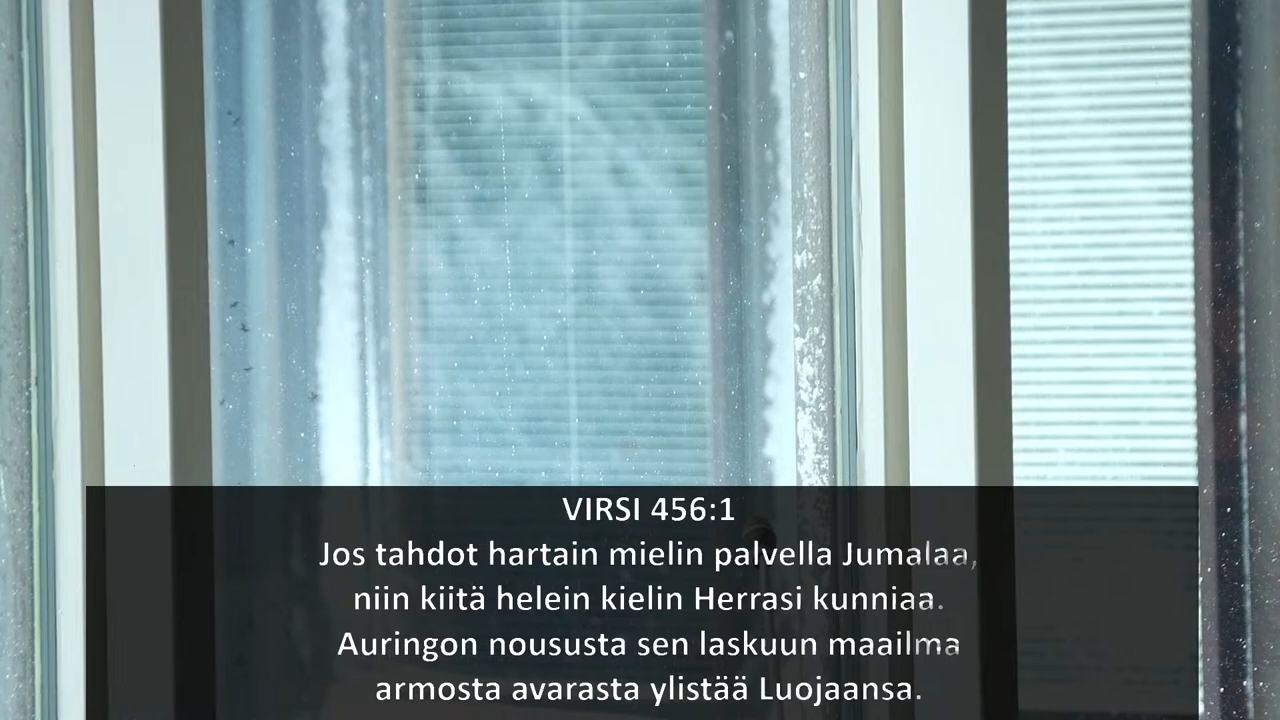 VIRSI 456:1
Jos tahdot hartain mielin palvella Jumalaa,
niin kiitä helein kielin Herrasi kunniaa.
Auringon noususta sen laskuun maailma
armosta avarasta ylistää Luojaansa.